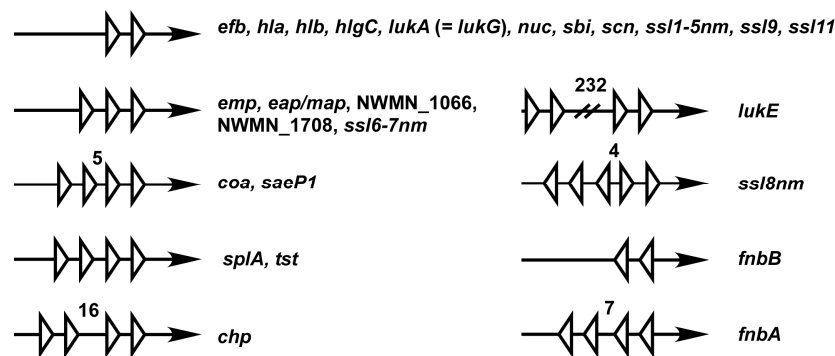 efb, hla, hlb, hlgC, lukA (= lukG), nuc, sbi, scn, ssl1-5nm, ssl9, ssl11
emp, eap/map, NWMN_1066,
NWMN_1708, ssl6-7nm
232
lukE
5
coa, saeP1
4
ssl8nm
splA, tst
fnbB
16
chp
7
fnbA